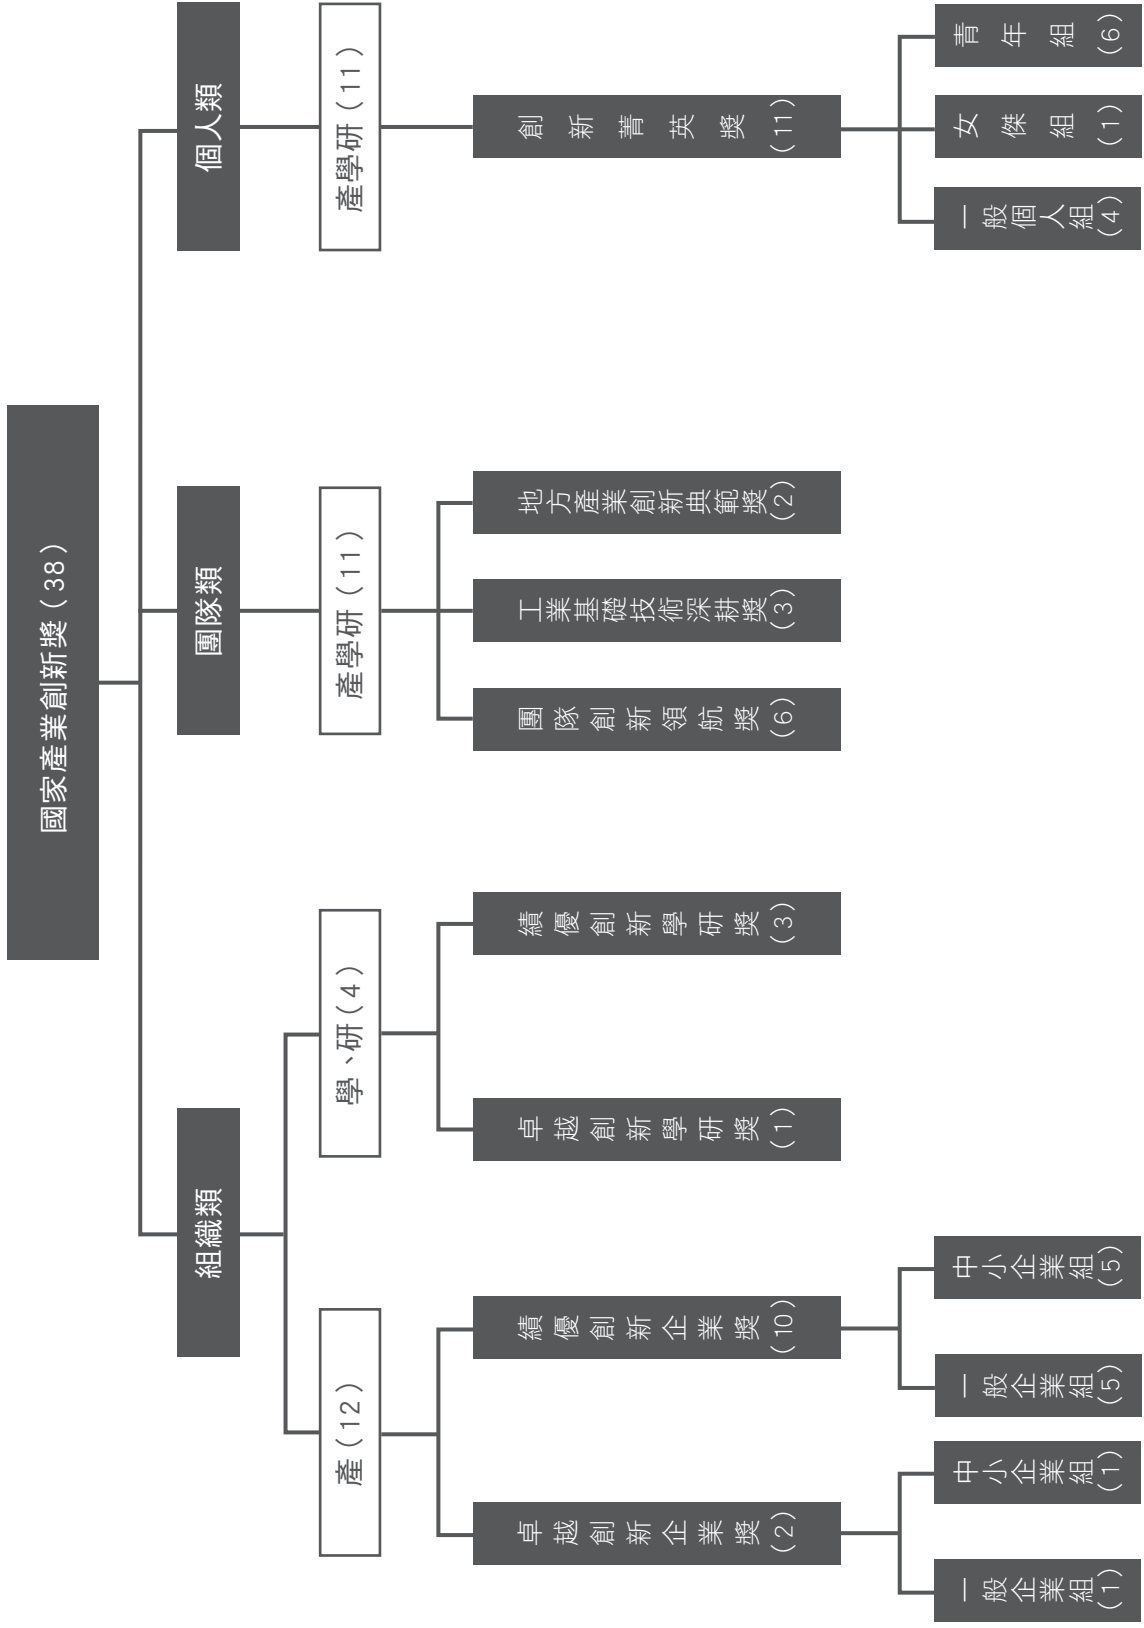 國家產業創新獎(38)
組織類
團隊類
個人類
產(12)
學、研(4)
產學研(11)
產學研(11)
卓越創新企業獎(2)
績優創新企業獎(10)
卓越創新學研獎(1)
績優創新學研獎(3)
團隊創新領航獎(6)
工業基礎技術深耕獎(3)
地方產業創新典範獎(2)
創新菁英獎(11)
一般企業組(1)
中小企業組(1)
一般企業組(5)
中小企業組(5)
一般個人組(4)
女傑組(1)
青年組(6)